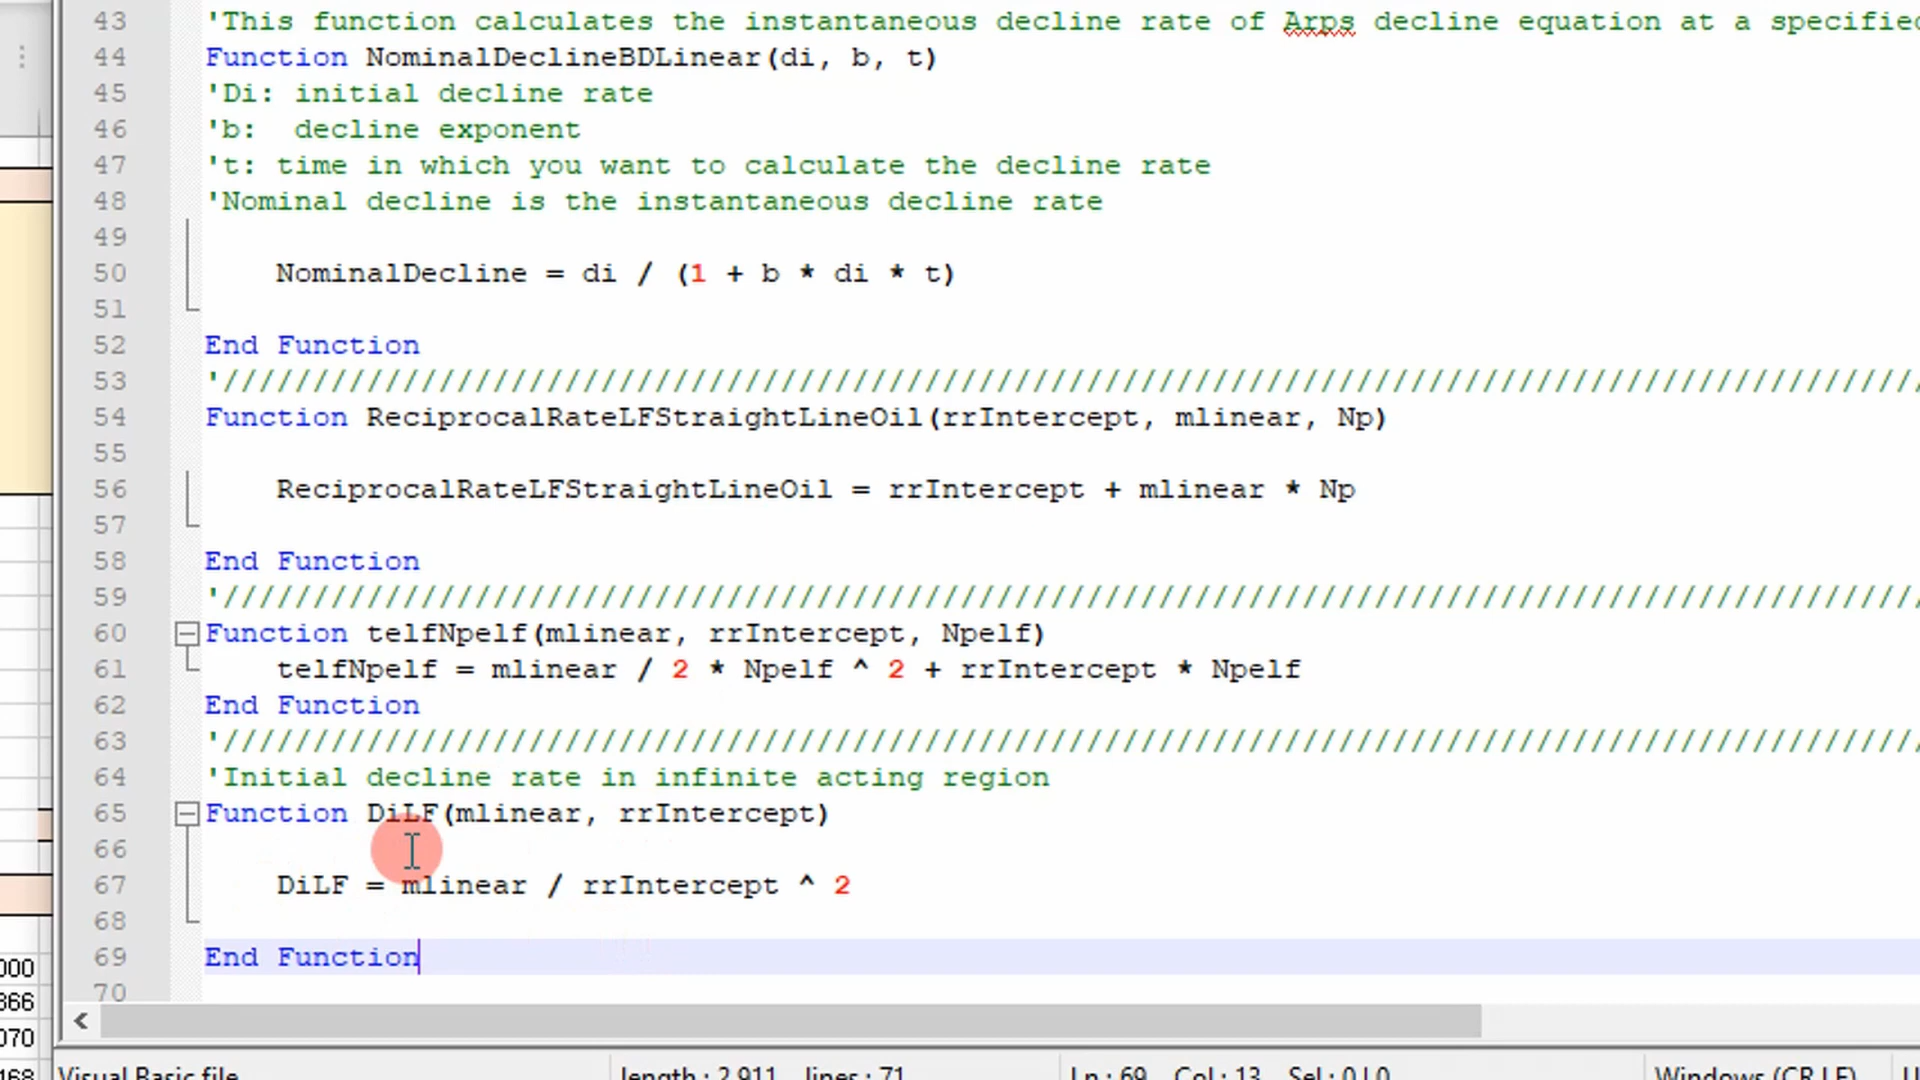 43 'This function calculates the instantaneous decline rate of Arps decline equation at a specified
44 Function NominalDeclineBDLinear(di, b, t)
45 'Di: initial decline rate
46 'b:  decline exponent
47 't: time in which you want to calculate the decline rate
48 'Nominal decline is the instantaneous decline rate
49
50 NominalDecline = di / (1 + b * di * t)
51
52 End Function
53 '///////////////////////////////////////////////////////////////////////////////////////////////
54 Function ReciprocalRateLFStraightLineOil(rrIntercept, mlinear, Np)
55
56 ReciprocalRateLFStraightLineOil = rrIntercept + mlinear * Np
57
58 End Function
59 '///////////////////////////////////////////////////////////////////////////////////////////////
60 Function telfNpelf(mlinear, rrIntercept, Npelf)
61 telfNpelf = mlinear / 2 * Npelf ^ 2 + rrIntercept * Npelf
62 End Function
63 '///////////////////////////////////////////////////////////////////////////////////////////////
64 'Initial decline rate in infinite acting region
65 Function DiLF(mlinear, rrIntercept)
66
67 DiLF = mlinear / rrIntercept ^ 2
68
69 End Function
70
000
366
070
168
Visual Basic file length : 2,911 lines : 71 Ln : 69 Col : 13 Sel : 0 | 0 Windows (CR LF)